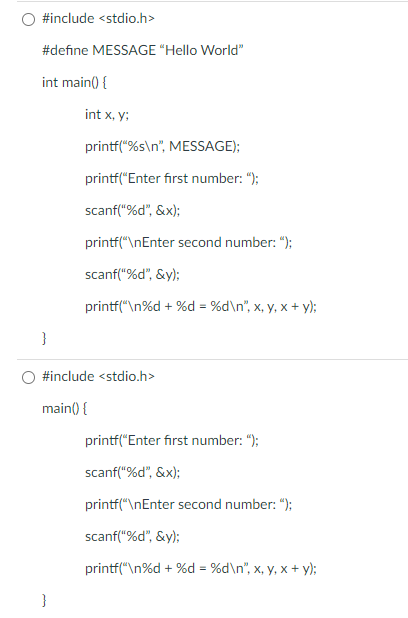 #include <stdio.h>
#define MESSAGE “Hello World”
int main() {
int x, y;
printf(“%s\n”, MESSAGE);
printf(“Enter first number: “);
scanf(“%d”, &x);
printf(“\nEnter second number: “);
scanf(“%d”, &y);
printf(“\n%d + %d = %d\n”, x, y, x + y);
}
#include <stdio.h>
main() {
printf(“Enter first number: “);
scanf(“%d”, &x);
printf(“\nEnter second number: “);
scanf(“%d”, &y);
printf(“\n%d + %d = %d\n”, x, y, x + y);
}